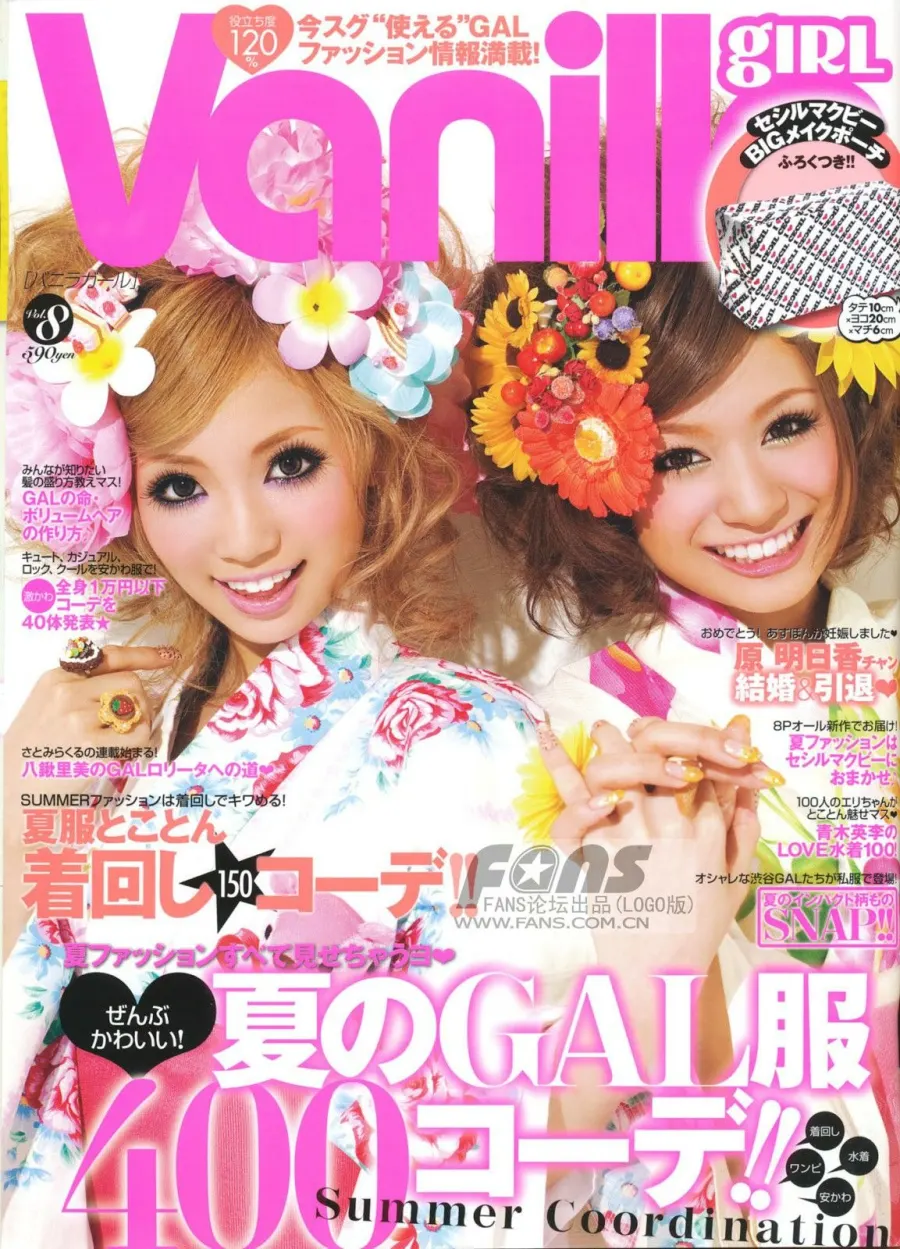 役立ち度
120
%
今スグ“使える”GAL
ファッション情報満載!
Vanilla
GIRL
セシルマクビー
BIGメイクポーチ
ふろくつき!!
タテ10cm
×ヨコ20cm
×マチ6cm
[バニラガール]
Vol.
8
590yen
みんなが知りたい
髪の盛り方教えマス!
GALの命・
ボリュームヘア
の作り方♪
キュート、カジュアル、
ロック、クールを安かわ服で!
激かわ
全身1万円以下
コーデを
40体発表★
おめでとう! あすぽんが妊娠しました♥
原 明日香チャン
結婚&引退♥
8Pオール新作でお届け!
夏ファッションは
セシルマクビーに
おまかせ♪
さとみらくるの連載始まる!
八鍬里美のGALロリータへの道♥
100人のエリちゃんが
とことん魅せマス♥
青木英李の
LOVE水着100!
SUMMERファッションは着回しでキワめる!
夏服とことん
着回し150コーデ!!
オシャレな渋谷GALたちが私服で登場!
夏のインパクト柄もの
SNAP!!
FANS
FANS论坛出品(LOGO版)
WWW.FANS.COM.CN
夏ファッションすべて見せちゃうヨ♥
ぜんぶ
かわいい!
夏のGAL服
400コーデ!!
着回し
水着
ワンピ
安かわ
Summer Coordination